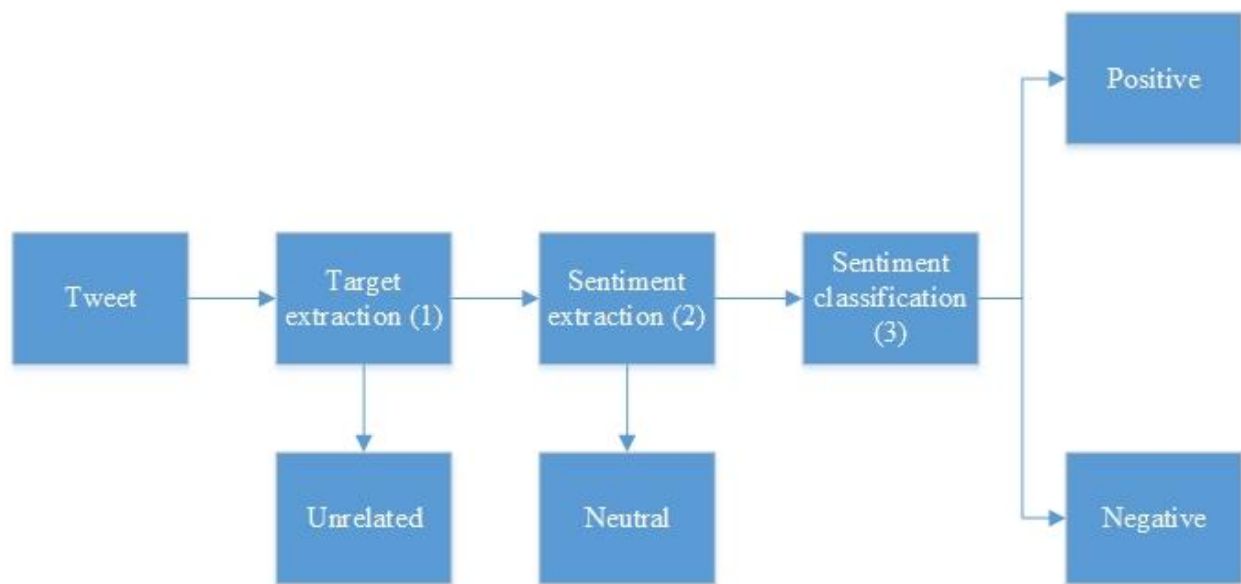 Positive
Tweet
Target
extraction (1)
Sentiment
extraction (2)
Sentiment
classification
(3)
Unrelated
Neutral
Negative